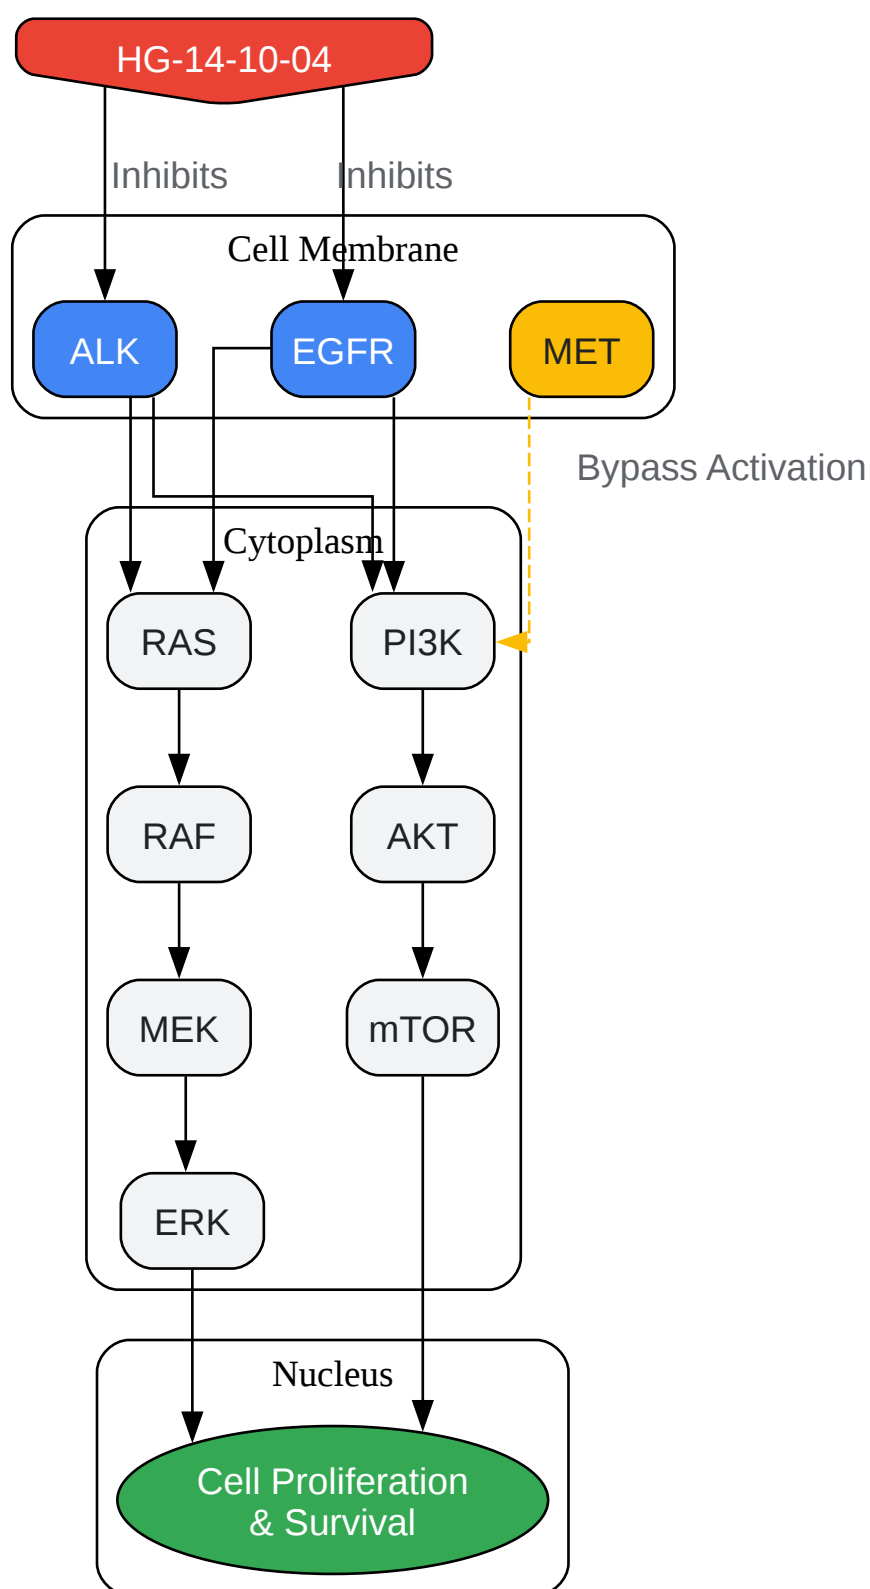 HG-14-10-04
Inhibits
Inhibits
Cell Membrane
ALK
EGFR
MET
Bypass Activation
Cytoplasm
RAS
PI3K
RAF
AKT
MEK
mTOR
ERK
Nucleus
Cell Proliferation
& Survival